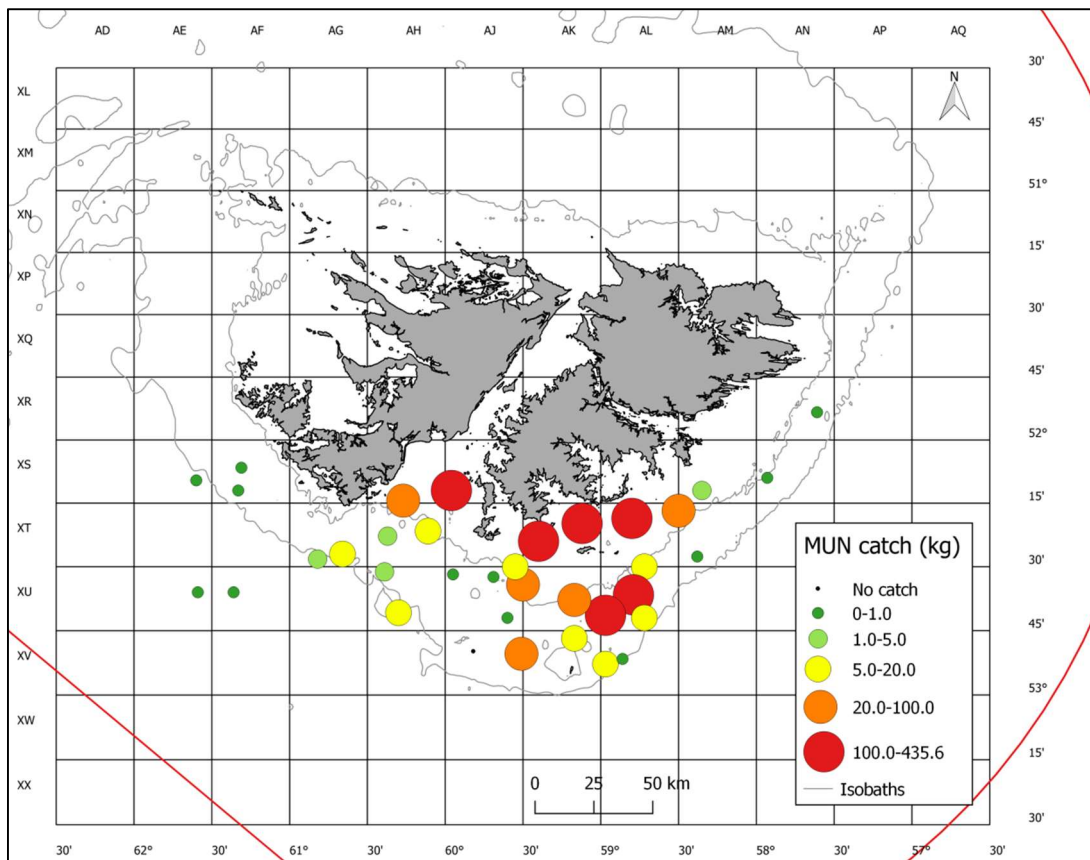 AD AE AF AG AH AJ AK AL AM AN AP AQ
30'
XL
N
45'
XM
51°
XN
15'
XP
30'
XQ
45'
XR
52°
XS
15'
XT
MUN catch (kg)
30'
No catch
XU
0-1.0
1.0-5.0
45'
5.0-20.0
XV
20.0-100.0
53°
XW
100.0-435.6
15'
Isobaths
0 25 50 km
XX
30'
30' 62° 30' 61° 30' 60° 30' 59° 30' 58° 30' 57° 30'